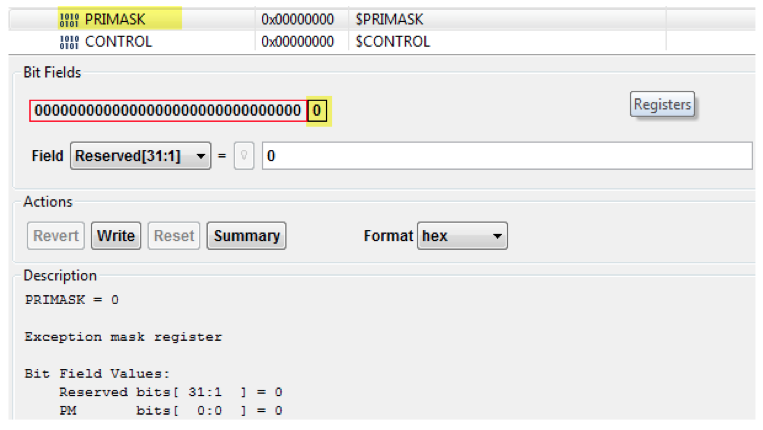 PRIMASK 0x00000000 $PRIMASK
CONTROL 0x00000000 $CONTROL
Bit Fields
0000000000000000000000000000000 0
Registers
Field Reserved[31:1] = 0
Actions
Revert Write Reset Summary Format hex
Description
PRIMASK = 0
Exception mask register
Bit Field Values:
Reserved bits[ 31:1 ] = 0
PM bits[ 0:0 ] = 0